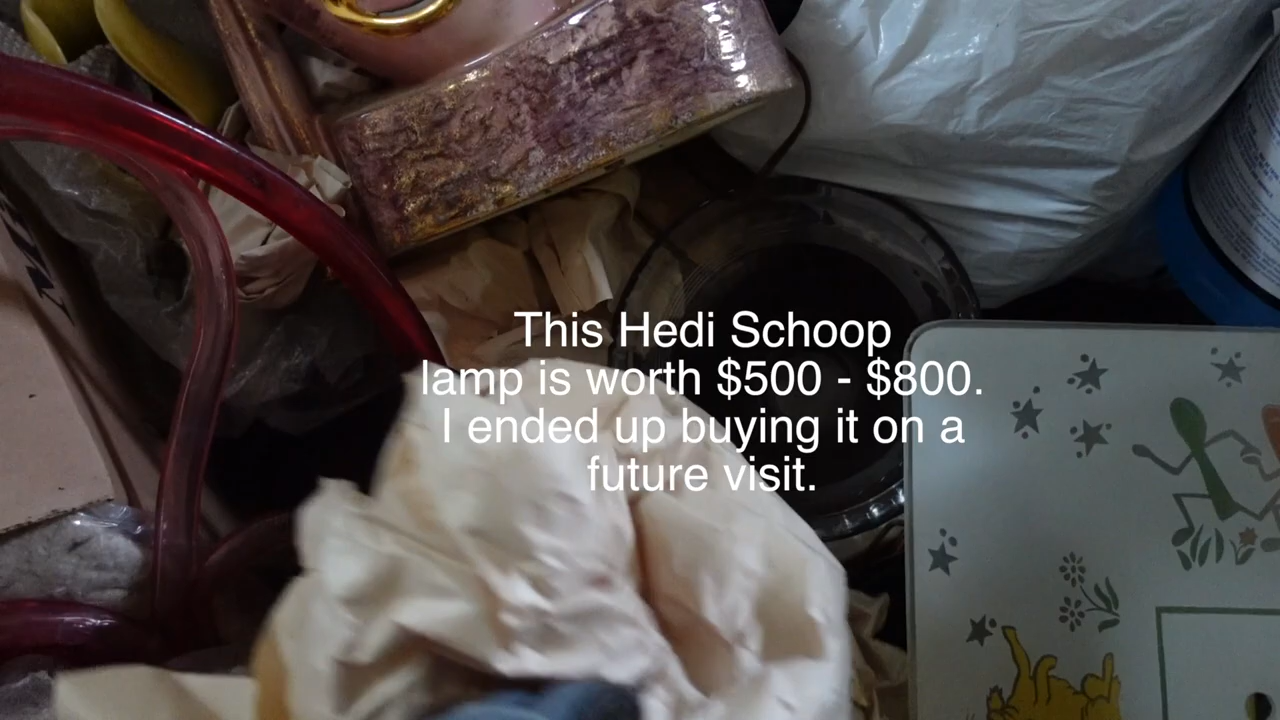 This Hedi Schoop
lamp is worth $500 - $800.
I ended up buying it on a
future visit.